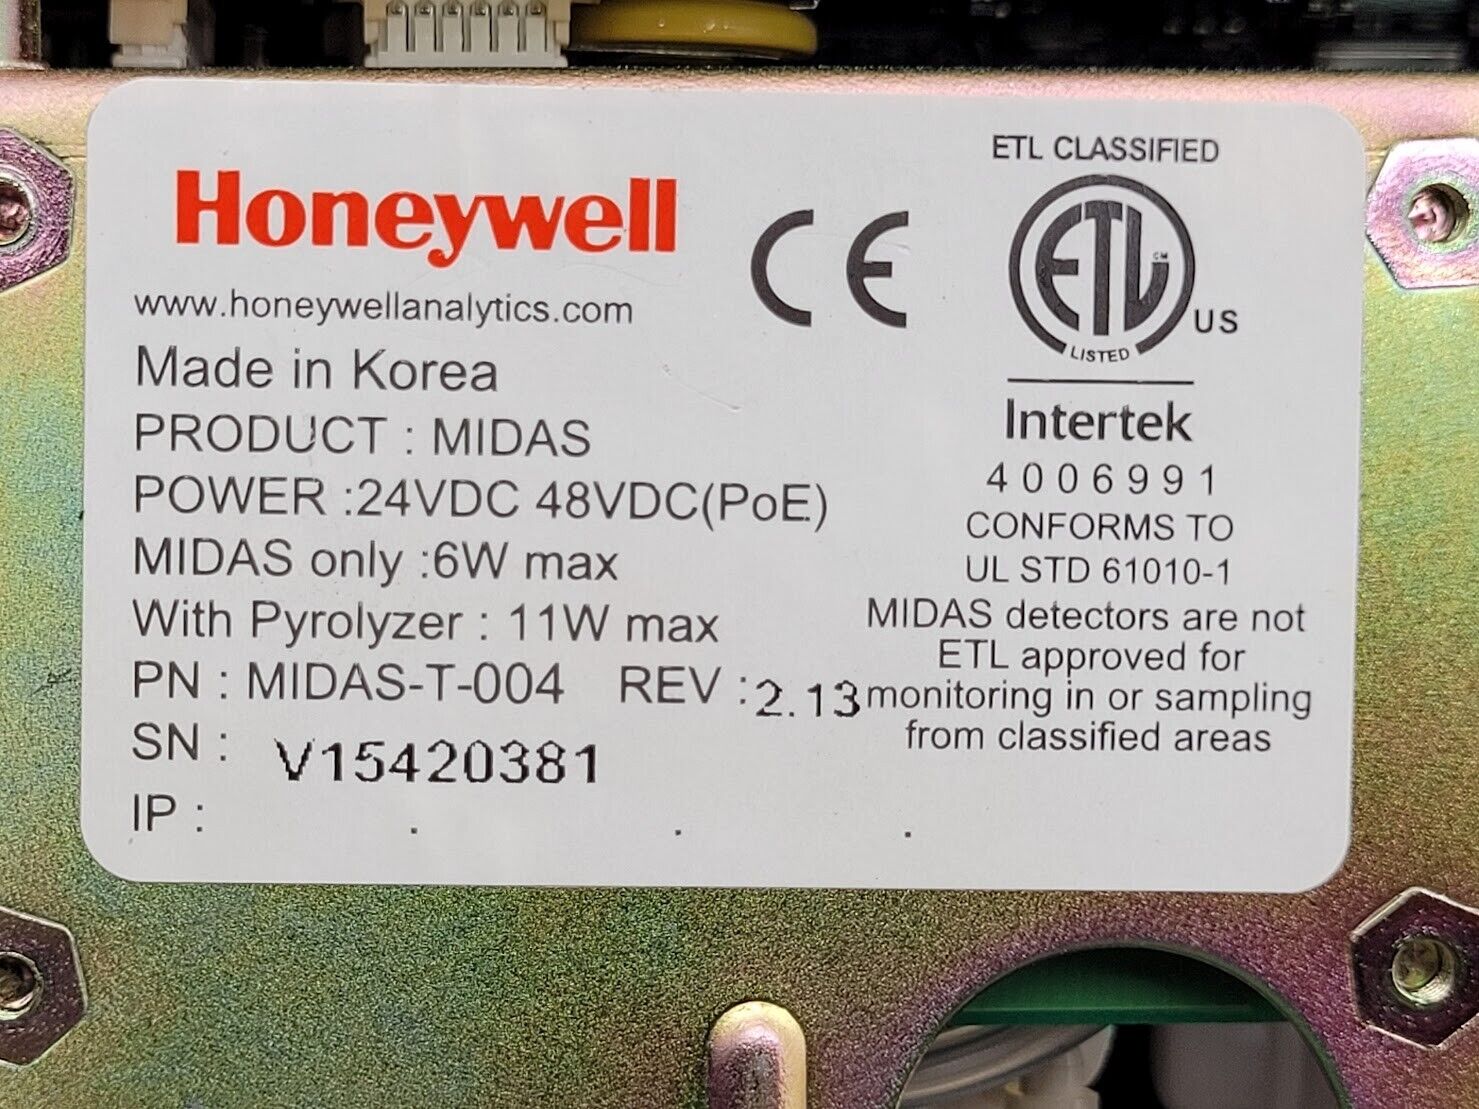 Honeywell
www.honeywellanalytics.com
Made in Korea
PRODUCT : MIDAS
POWER :24VDC 48VDC(PoE)
MIDAS only :6W max
With Pyrolyzer : 11W max
PN : MIDAS-T-004 REV :2.13
SN : V15420381
IP : . . .
CE
ETL CLASSIFIED
ETL CM
LISTED
US
Intertek
4006991
CONFORMS TO
UL STD 61010-1
MIDAS detectors are not
ETL approved for
monitoring in or sampling
from classified areas